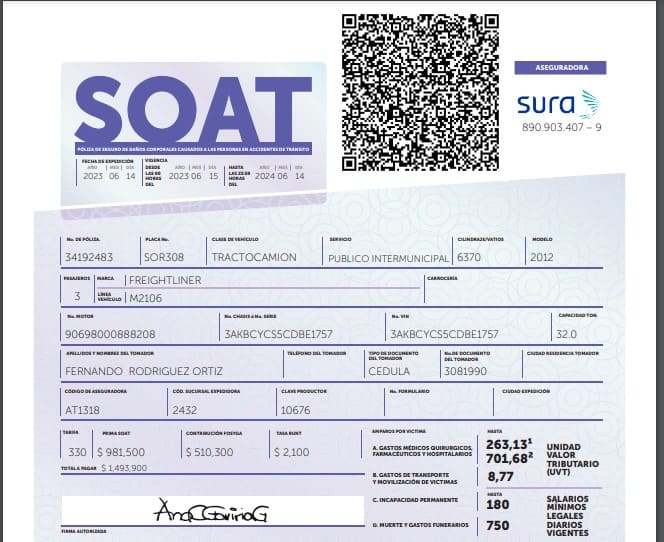 SOAT
PÓLIZA DE SEGURO DE DAÑOS CORPORALES CAUSADOS A LAS PERSONAS EN ACCIDENTES DE TRÁNSITO
FECHA DE EXPEDICIÓN
AÑO | MES | DÍA
2023 06 14
VIGENCIA
DESDE LAS 00 HORAS DEL
AÑO | MES | DÍA
2023 06 15
HASTA LAS 23:59 HORAS DEL
AÑO | MES | DÍA
2024 06 14
ASEGURADORA
sura
890.903.407 – 9
No. DE PÓLIZA. PLACA No. CLASE DE VEHÍCULO SERVICIO CILINDRAJE/VATIOS MODELO
34192483 SOR308 TRACTOCAMION PUBLICO INTERMUNICIPAL 6370 2012
PASAJEROS MARCA FREIGHTLINER CARROCERÍA
3 LÍNEA VEHÍCULO M2106
No. MOTOR No. CHASIS ó No. SERIE No. VIN CAPACIDAD TON.
90698000888208 3AKBCYCS5CDBE1757 3AKBCYCS5CDBE1757 32.0
APELLIDOS Y NOMBRES DEL TOMADOR TELÉFONO DEL TOMADOR TIPO DE DOCUMENTO DEL TOMADOR No. DE DOCUMENTO DEL TOMADOR CIUDAD RESIDENCIA TOMADOR
FERNANDO RODRIGUEZ ORTIZ CEDULA 3081990
CÓDIGO DE ASEGURADORA CÓD. SUCURSAL EXPEDIDORA CLAVE PRODUCTOR No. FORMULARIO CIUDAD EXPEDICIÓN
AT1318 2432 10676
TARIFA PRIMA SOAT CONTRIBUCIÓN FOSYGA TASA RUNT
330 $ 981,500 $ 510,300 $ 2,100
TOTAL A PAGAR $ 1,493,900
AMPAROS POR VICTIMA HASTA
A. GASTOS MÉDICOS QUIRURGICOS, FARMACÉUTICOS Y HOSPITALARIOS 263,13¹
701,68²
B. GASTOS DE TRANSPORTE Y MOVILIZACIÓN DE VICTIMAS 8,77
UNIDAD VALOR TRIBUTARIO (UVT)
HASTA
C. INCAPACIDAD PERMANENTE 180
D. MUERTE Y GASTOS FUNERARIOS 750
SALARIOS MÍNIMOS LEGALES DIARIOS VIGENTES
FIRMA AUTORIZADA